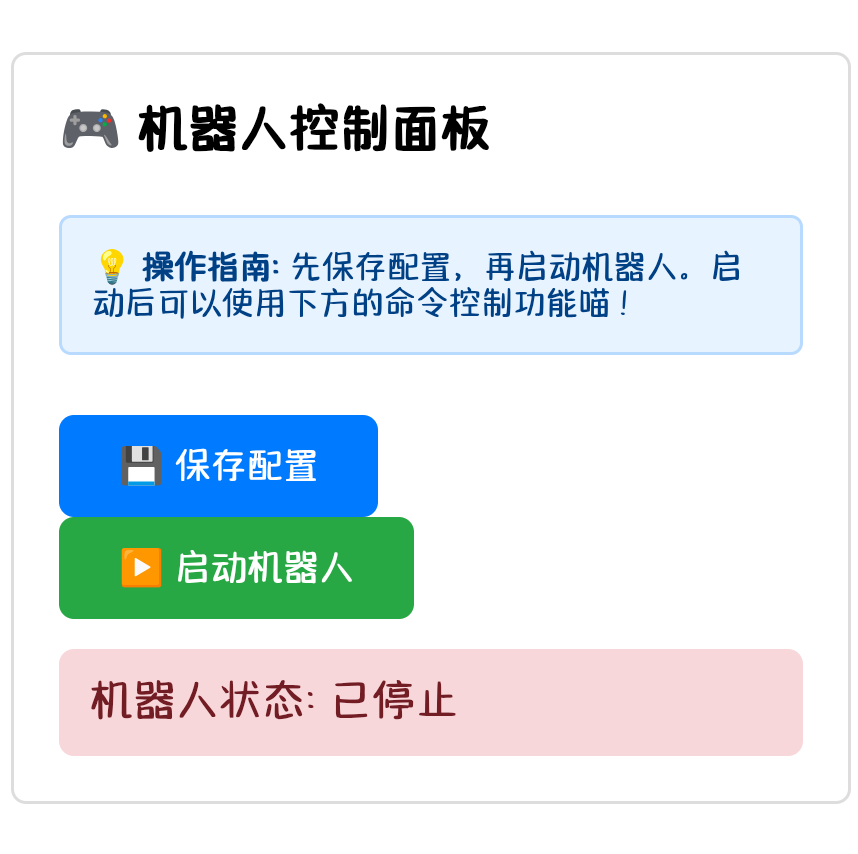 🎮 机器人控制面板
💡 操作指南: 先保存配置，再启动机器人。启
动后可以使用下方的命令控制功能喵！
💾 保存配置
▶️ 启动机器人
机器人状态: 已停止